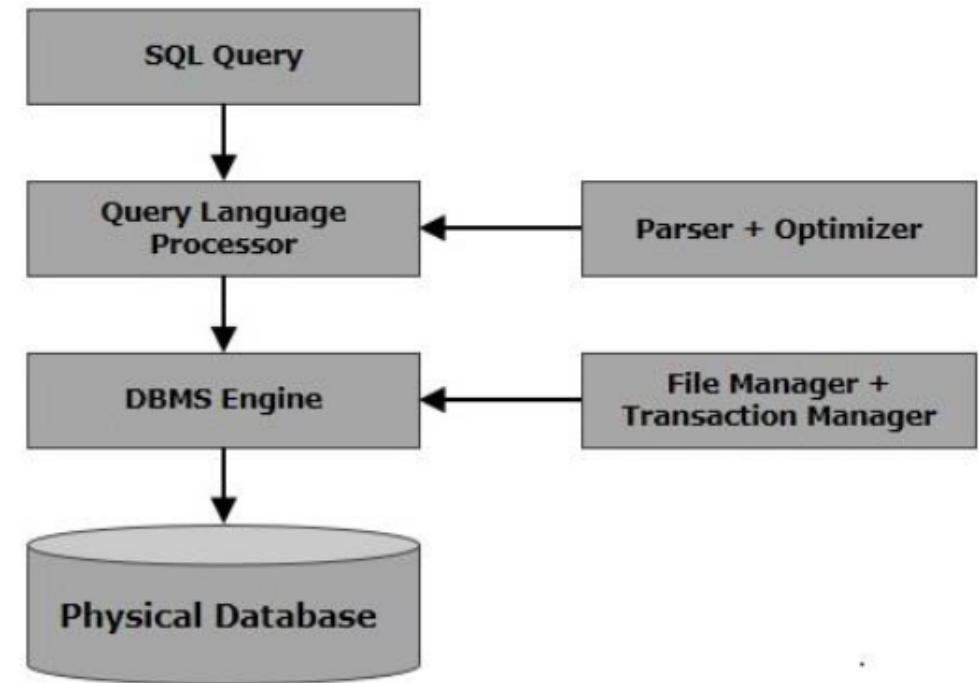 SQL Query
Query Language
Processor
Parser + Optimizer
DBMS Engine
File Manager +
Transaction Manager
Physical Database